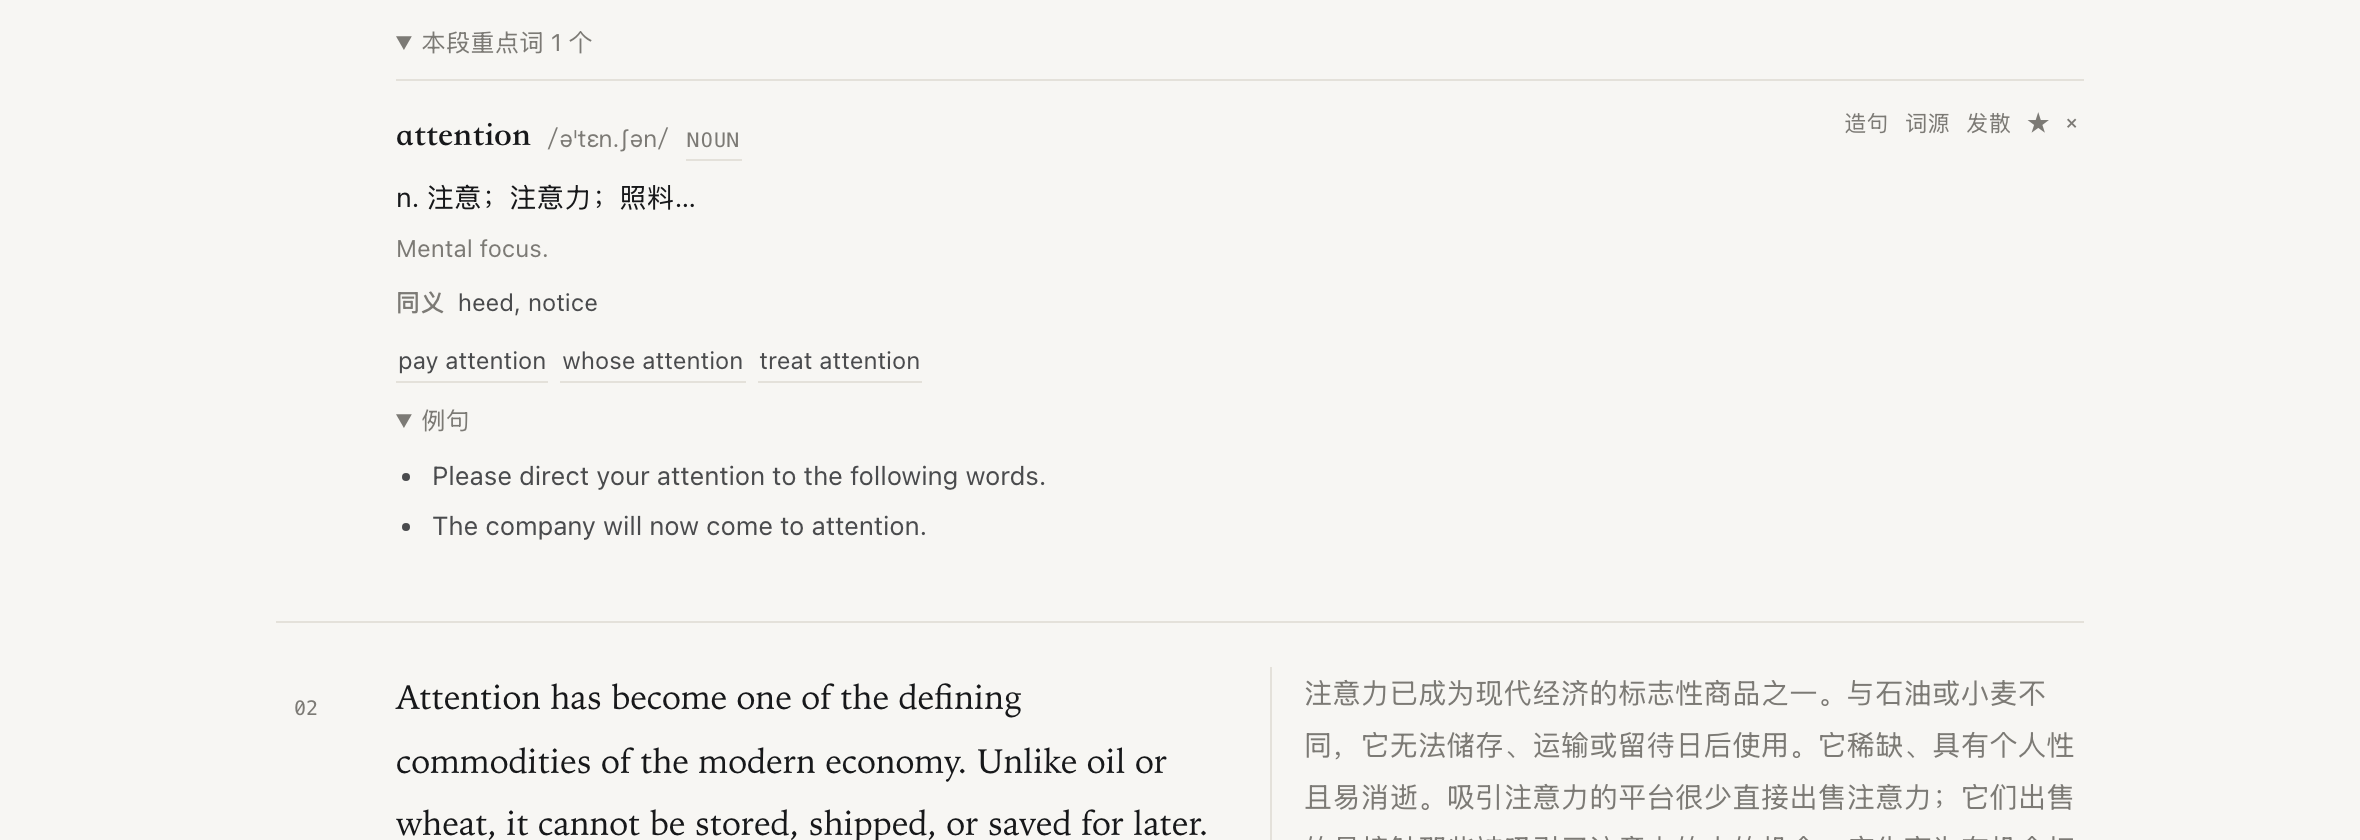 ▼ 本段重点词 1 个
attention /əˈtɛn.ʃən/ NOUN
造句 词源 发散 ★ ×
n. 注意；注意力；照料...
Mental focus.
同义 heed, notice
pay attention whose attention treat attention
▼ 例句
• Please direct your attention to the following words.
• The company will now come to attention.
02
Attention has become one of the defining
commodities of the modern economy. Unlike oil or
wheat, it cannot be stored, shipped, or saved for later.
注意力已成为现代经济的标志性商品之一。与石油或小麦不
同，它无法储存、运输或留待日后使用。它稀缺、具有个人性
且易消逝。吸引注意力的平台很少直接出售注意力；它们出售